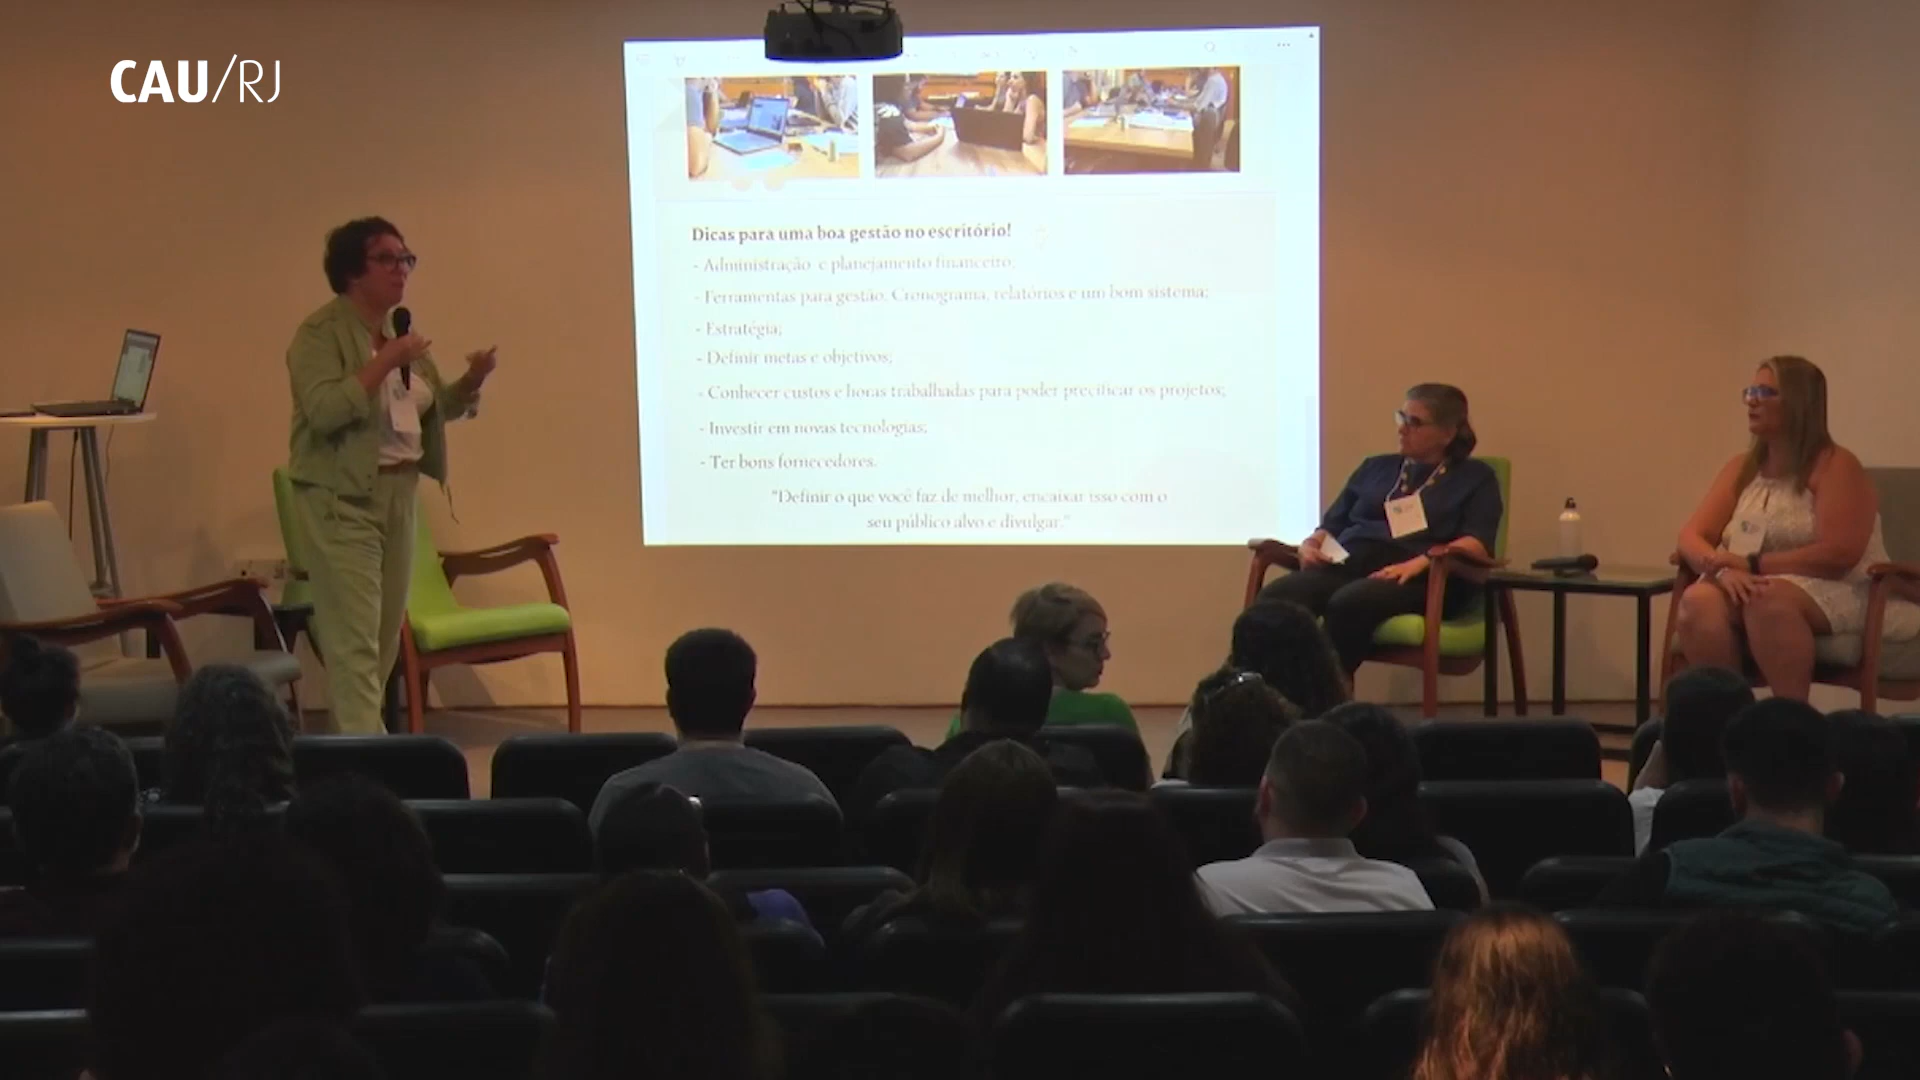 CAU/RJ
Dicas para uma boa gestão no escritório!
- Administração e planejamento financeiro;
- Ferramentas para gestão. Cronograma, relatórios e um bom sistema;
- Estratégia;
- Definir metas e objetivos;
- Conhecer custos e horas trabalhadas para poder precificar os projetos;
- Investir em novas tecnologias;
- Ter bons fornecedores.
"Definir o que você faz de melhor, encaixar isso com o
seu público alvo e divulgar."